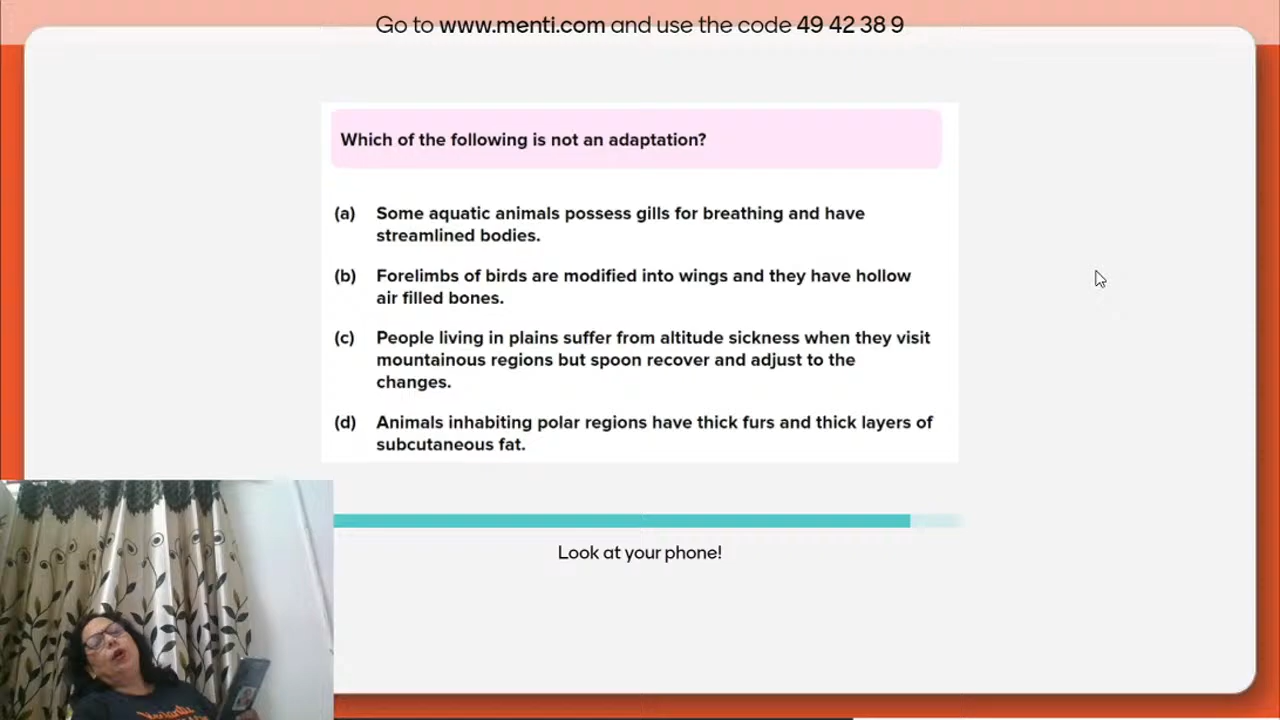 Go to www.menti.com and use the code 49 42 38 9
Which of the following is not an adaptation?
(a) Some aquatic animals possess gills for breathing and have
streamlined bodies.
(b) Forelimbs of birds are modified into wings and they have hollow
air filled bones.
(c) People living in plains suffer from altitude sickness when they visit
mountainous regions but spoon recover and adjust to the
changes.
(d) Animals inhabiting polar regions have thick furs and thick layers of
subcutaneous fat.
Look at your phone!